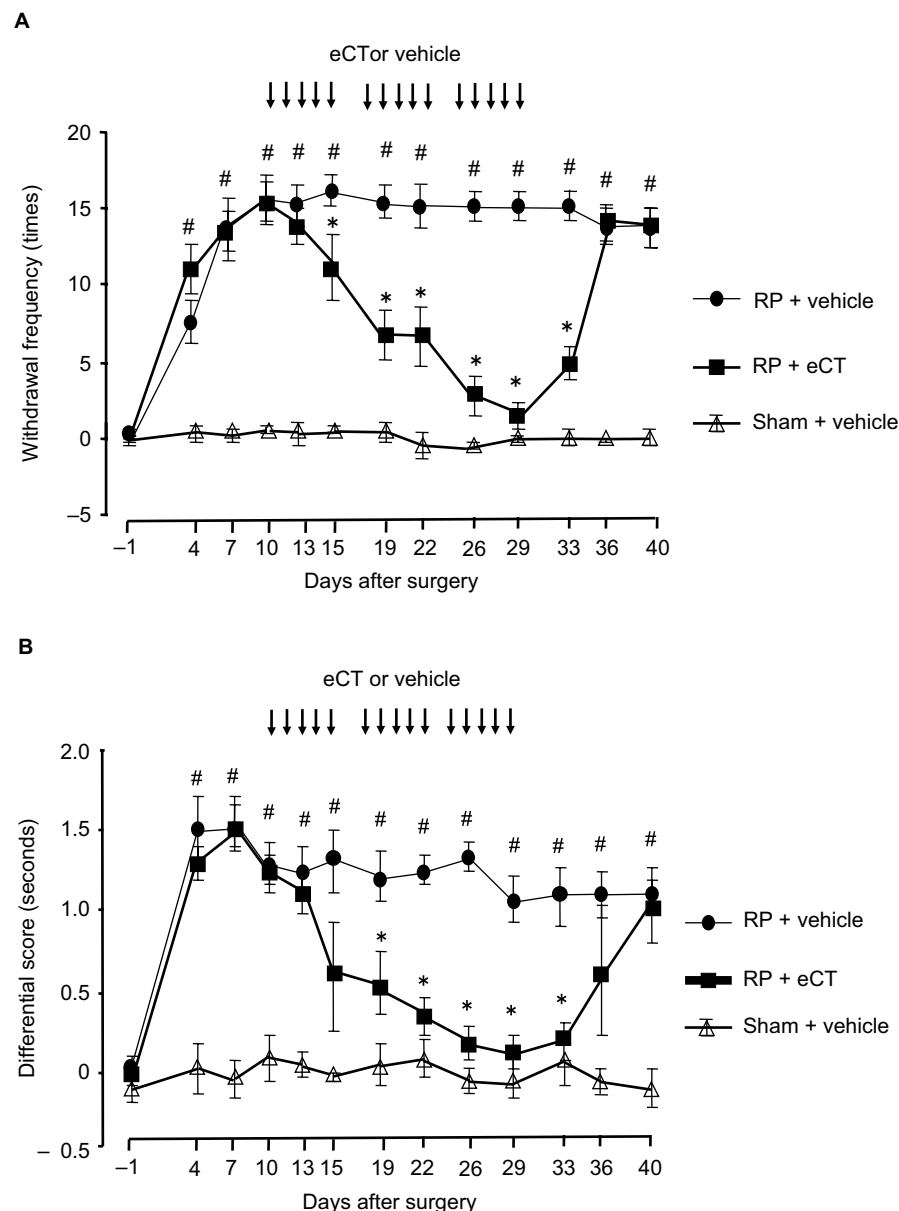 A
eCTor vehicle
20
15
10
5
0
–5
Withdrawal frequency (times)
# # # # # # # # # # # #
* * * * * *
–1 4 7 10 13 15 19 22 26 29 33 36 40
Days after surgery
RP + vehicle
RP + eCT
Sham + vehicle
B
eCT or vehicle
2.0
1.5
1.0
0.5
0
– 0.5
Differential score (seconds)
# # # # # # # # # # # #
* * * * *
–1 4 7 10 13 15 19 22 26 29 33 36 40
Days after surgery
RP + vehicle
RP + eCT
Sham + vehicle